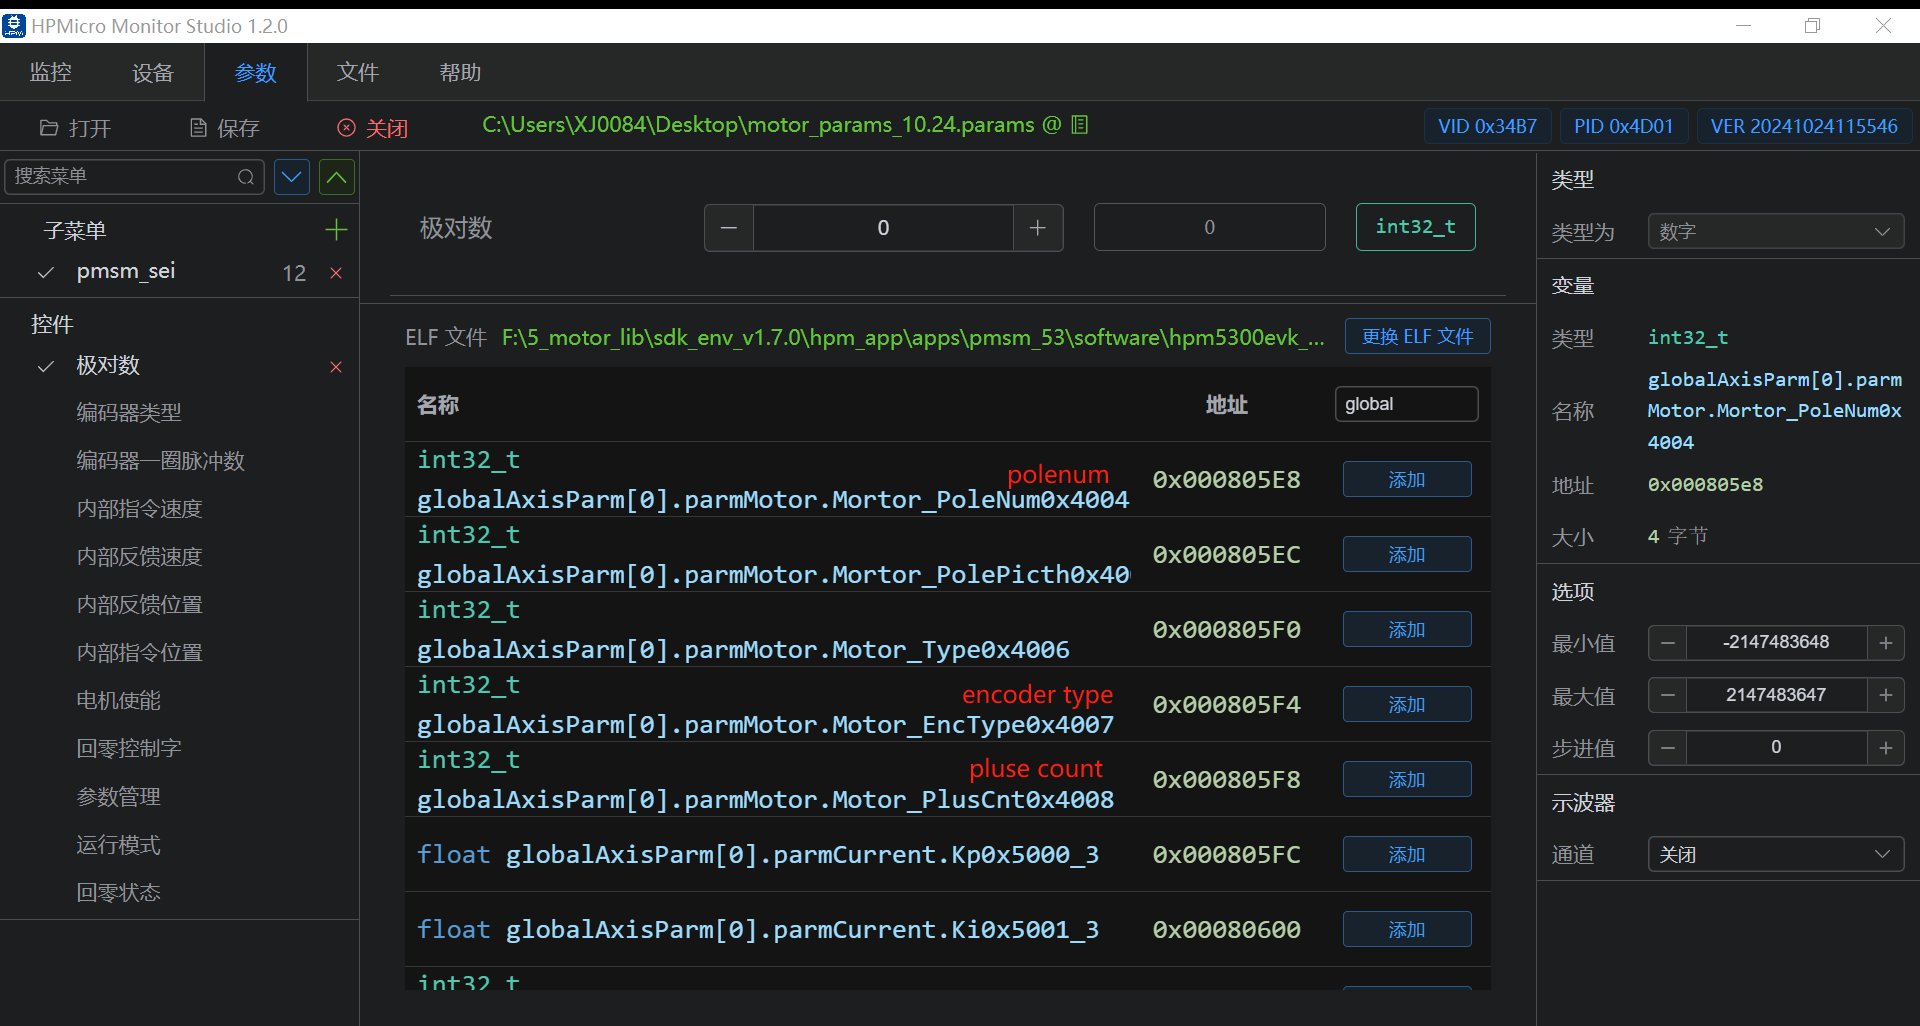 HPMicro Monitor Studio 1.2.0
监控
设备
参数
文件
帮助
打开
保存
关闭
C:\Users\XJ0084\Desktop\motor_params_10.24.params @
VID 0x34B7
PID 0x4D01
VER 20241024115546
搜索菜单
子菜单
pmsm_sei 12
控件
极对数
编码器类型
编码器一圈脉冲数
内部指令速度
内部反馈速度
内部反馈位置
内部指令位置
电机使能
回零控制字
参数管理
运行模式
回零状态
极对数
0
0
int32_t
ELF 文件 F:\5_motor_lib\sdk_env_v1.7.0\hpm_app\apps\pmsm_53\software\hpm5300evk_...
更换 ELF 文件
名称
地址
global
int32_t
polenum
globalAxisParm[0].parmMotor.Mortor_PoleNum0x4004
0x000805E8
添加
int32_t
globalAxisParm[0].parmMotor.Mortor_PolePicth0x40
0x000805EC
添加
int32_t
globalAxisParm[0].parmMotor.Motor_Type0x4006
0x000805F0
添加
int32_t
encoder type
globalAxisParm[0].parmMotor.Motor_EncType0x4007
0x000805F4
添加
int32_t
pluse count
globalAxisParm[0].parmMotor.Motor_PlusCnt0x4008
0x000805F8
添加
float globalAxisParm[0].parmCurrent.Kp0x5000_3
0x000805FC
添加
float globalAxisParm[0].parmCurrent.Ki0x5001_3
0x00080600
添加
int32_t
类型
类型为
数字
变量
类型
int32_t
名称
globalAxisParm[0].parm
Motor.Mortor_PoleNum0x
4004
地址
0x000805e8
大小
4 字节
选项
最小值
-2147483648
最大值
2147483647
步进值
0
示波器
通道
关闭